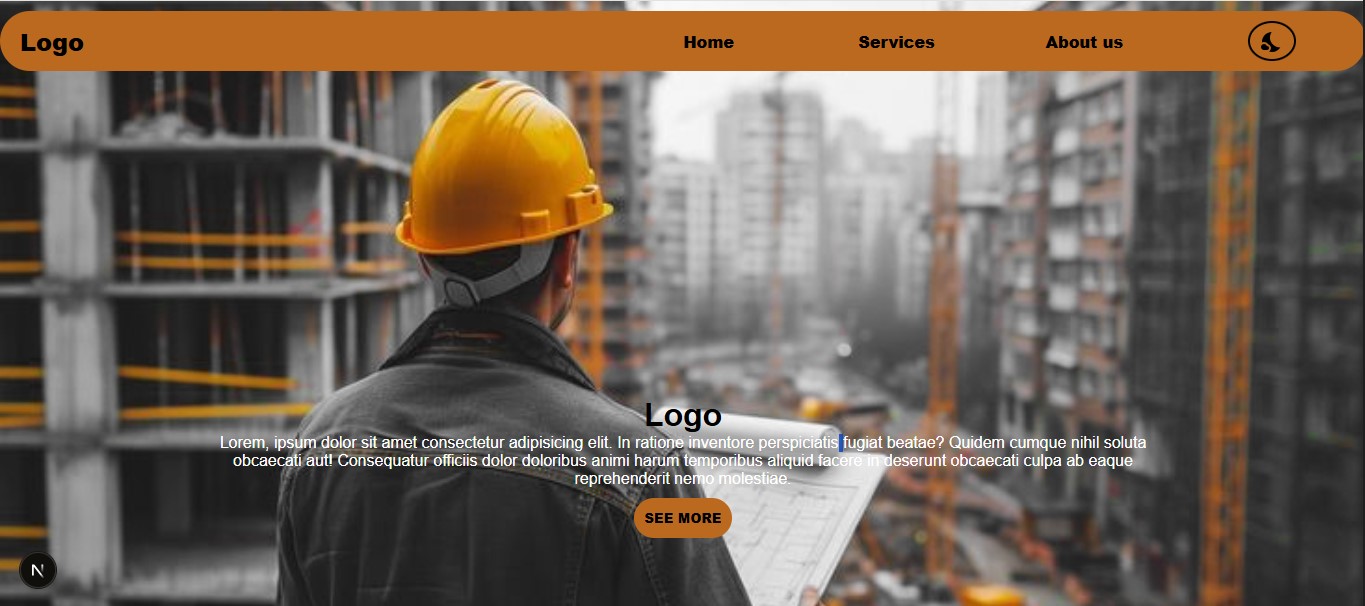 Logo
Home
Services
About us
Logo
Lorem, ipsum dolor sit amet consectetur adipisicing elit. In ratione inventore perspiciatis fugiat beatae? Quidem cumque nihil soluta
obcaecati aut! Consequatur officiis dolor doloribus animi harum temporibus aliquid facere in deserunt obcaecati culpa ab eaque
reprehenderit nemo molestiae.
SEE MORE
N